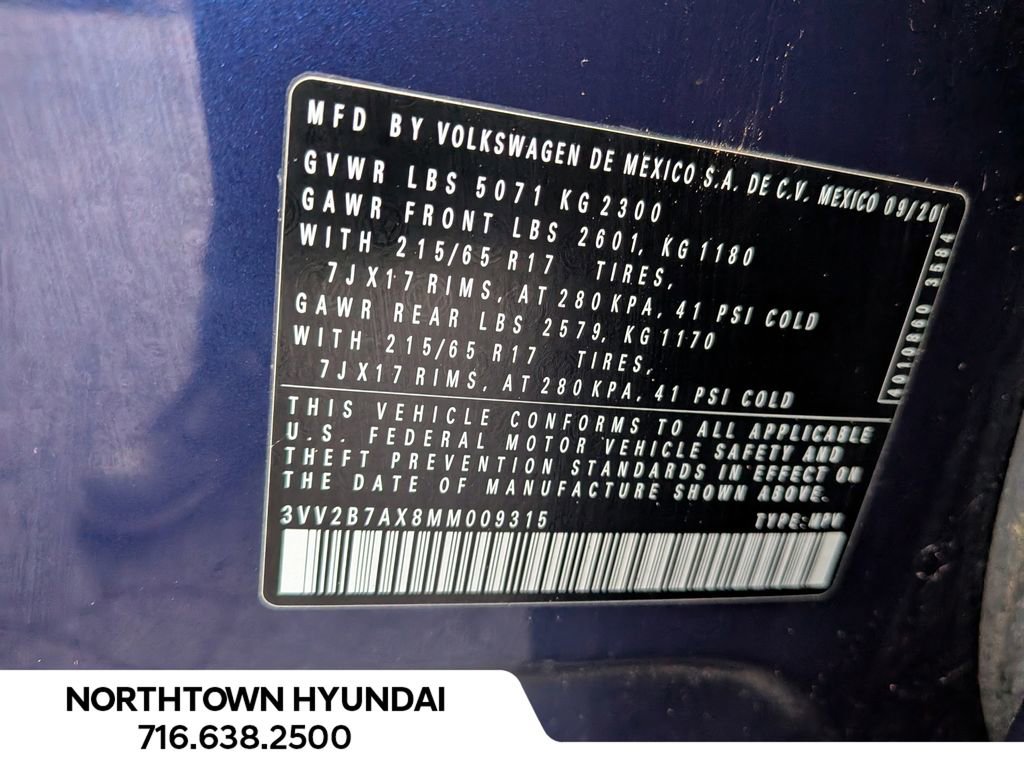 MFD BY VOLKSWAGEN DE MEXICO S.A. DE C.V. MEXICO 09/20
GVWR LBS 5071 KG 2300
GAWR FRONT LBS 2601, KG 1180
WITH 215/65 R17 TIRES,
7JX17 RIMS, AT 280 KPA, 41 PSI COLD
GAWR REAR LBS 2579, KG 1170
WITH 215/65 R17 TIRES,
7JX17 RIMS, AT 280 KPA, 41 PSI COLD
THIS VEHICLE CONFORMS TO ALL APPLICABLE
U.S. FEDERAL MOTOR VEHICLE SAFETY AND
THEFT PREVENTION STANDARDS IN EFFECT ON
THE DATE OF MANUFACTURE SHOWN ABOVE.
3VV2B7AX8MM009315 TYPE: MPV
NORTHTOWN HYUNDAI
716.638.2500